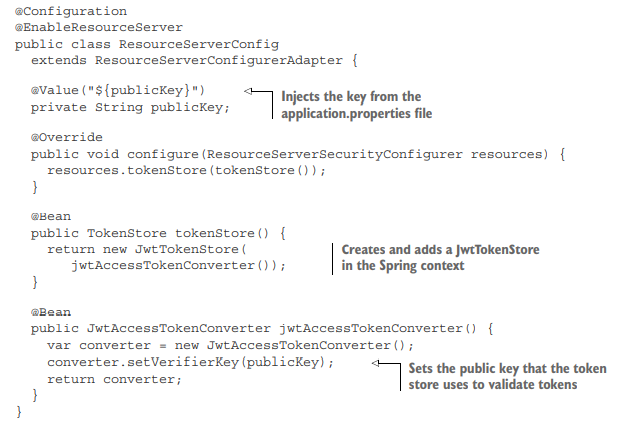 @Configuration
@EnableResourceServer
public class ResourceServerConfig
extends ResourceServerConfigurerAdapter {
@Value("${publicKey}")
private String publicKey;
Injects the key from the
application.properties file
@Override
public void configure(ResourceServerSecurityConfigurer resources) {
resources.tokenStore(tokenStore());
}
@Bean
public TokenStore tokenStore() {
return new JwtTokenStore(
jwtAccessTokenConverter());
}
Creates and adds a JwtTokenStore
in the Spring context
@Bean
public JwtAccessTokenConverter jwtAccessTokenConverter() {
var converter = new JwtAccessTokenConverter();
converter.setVerifierKey(publicKey);
return converter;
}
}
Sets the public key that the token
store uses to validate tokens